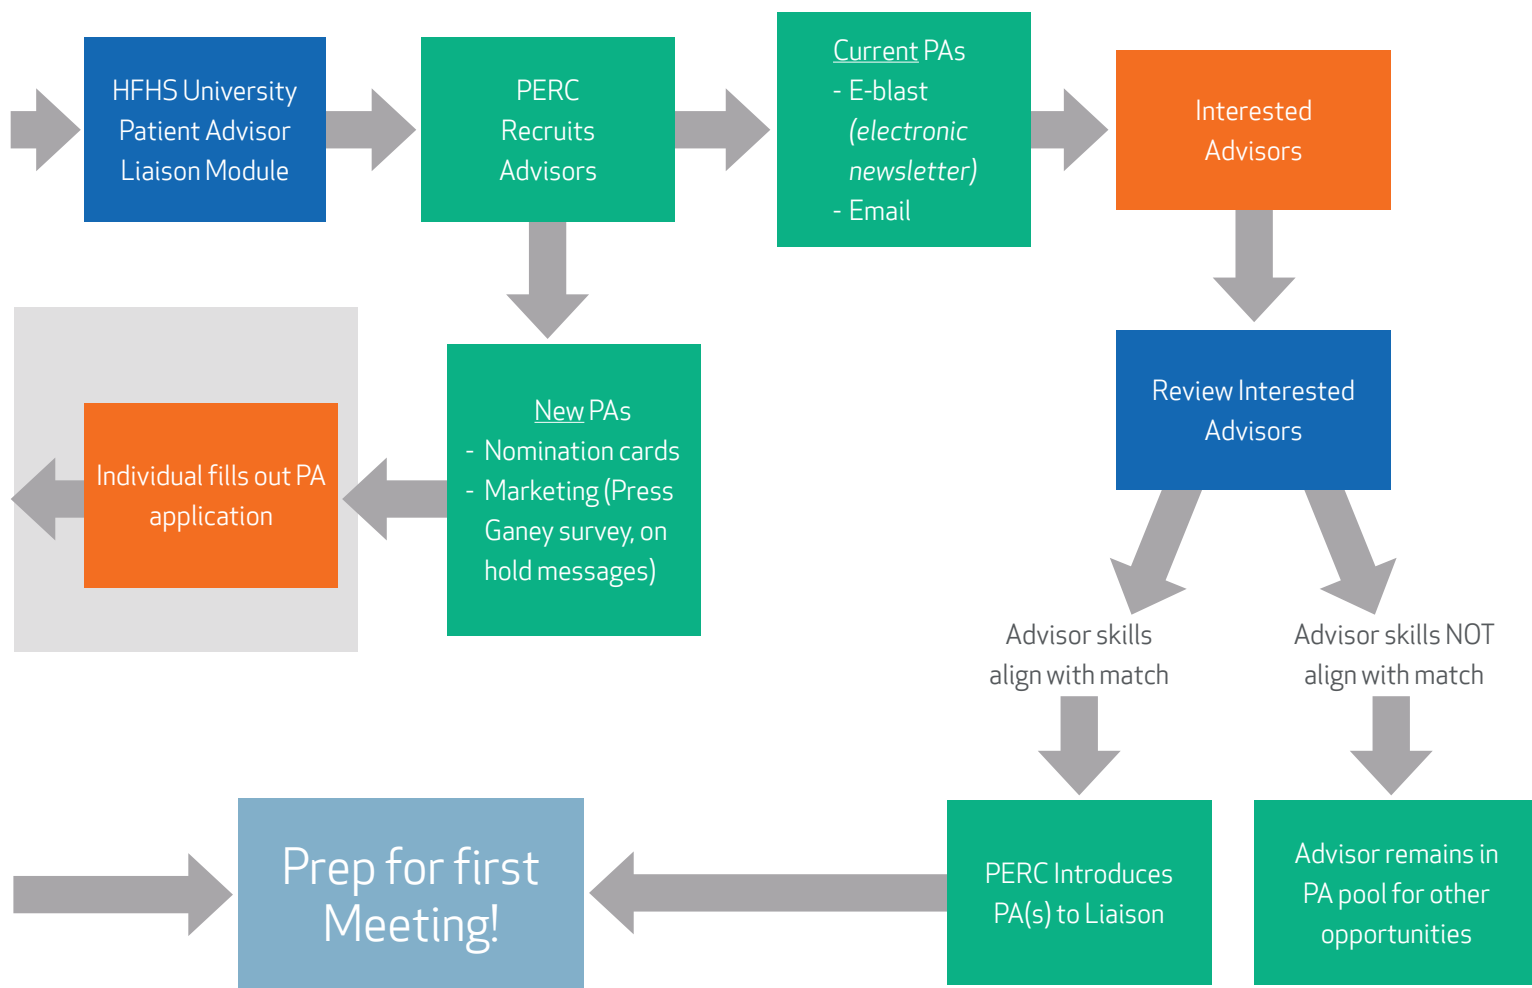 HFHS University
Patient Advisor
Liaison Module
PERC
Recruits
Advisors
Current PAs
- E-blast
(electronic
newsletter)
- Email
Interested
Advisors
Individual fills out PA
application
New PAs
- Nomination cards
- Marketing (Press
Ganey survey, on
hold messages)
Review Interested
Advisors
Advisor skills
align with match
Advisor skills NOT
align with match
Prep for first
Meeting!
PERC Introduces
PA(s) to Liaison
Advisor remains in
PA pool for other
opportunities